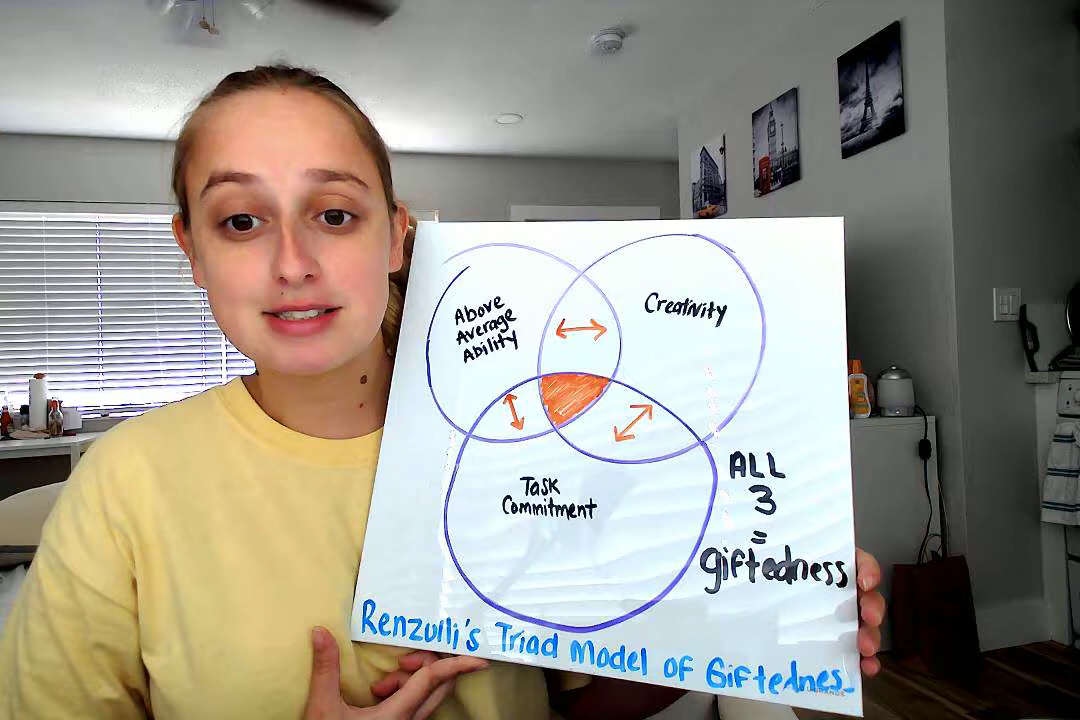 Above
Average
Ability
Creativity
Task
Commitment
ALL
3
=
giftedness
Renzulli's Triad Model of Giftednes